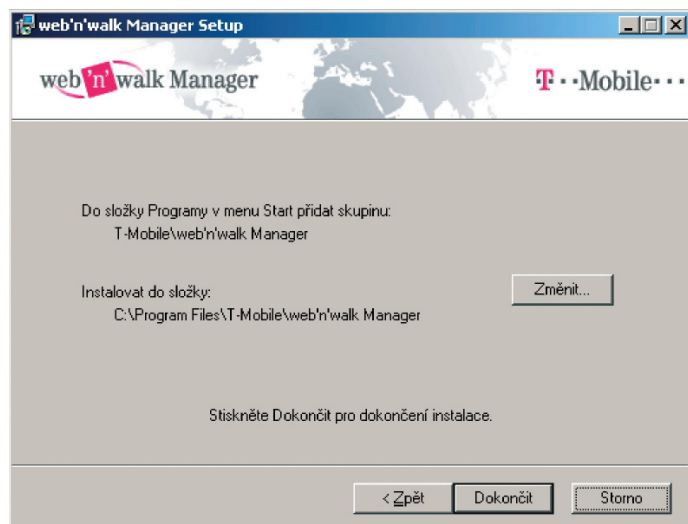 web'n'walk Manager Setup
web 'n' walk Manager
T··Mobile···
Do složky Programy v menu Start přidat skupinu:
T-Mobile\web'n'walk Manager
Instalovat do složky:
Změnit...
C:\Program Files\T-Mobile\web'n'walk Manager
Stiskněte Dokončit pro dokončení instalace.
< Zpět
Dokončit
Storno